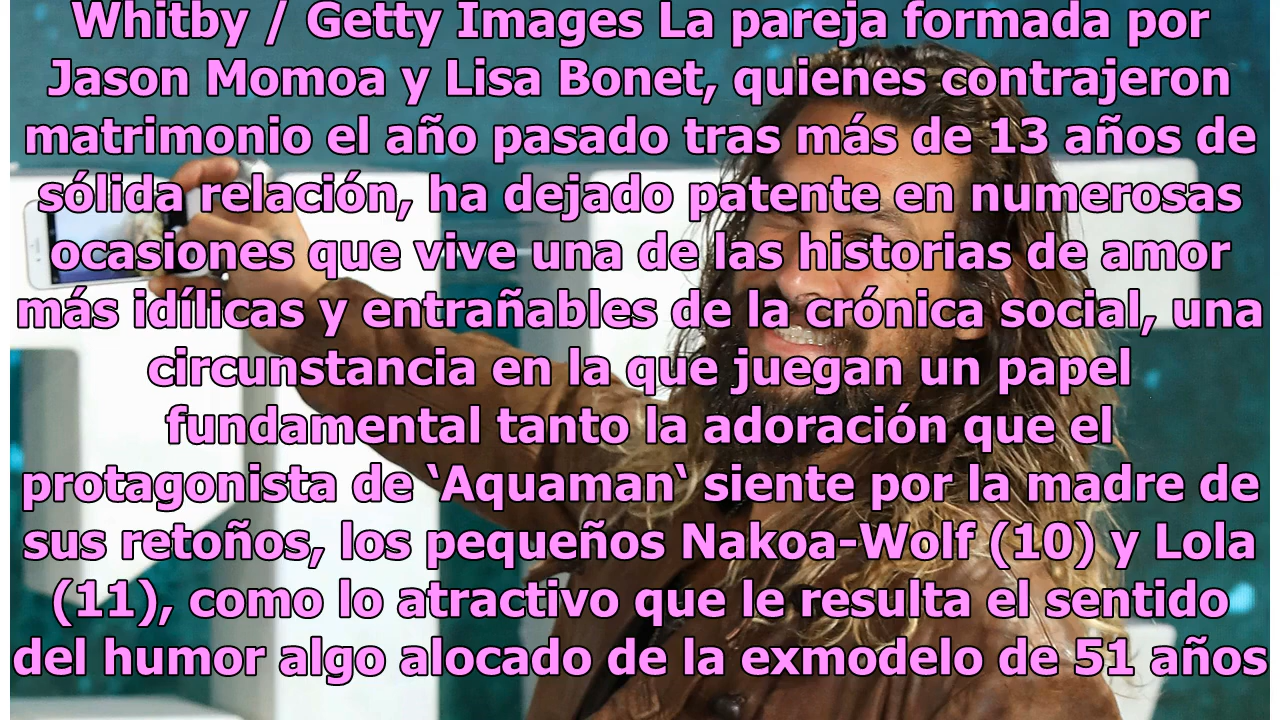 Whitby / Getty Images La pareja formada por
Jason Momoa y Lisa Bonet, quienes contrajeron
matrimonio el año pasado tras más de 13 años de
sólida relación, ha dejado patente en numerosas
ocasiones que vive una de las historias de amor
más idílicas y entrañables de la crónica social, una
circunstancia en la que juegan un papel
fundamental tanto la adoración que el
protagonista de ‘Aquaman‘ siente por la madre de
sus retoños, los pequeños Nakoa-Wolf (10) y Lola
(11), como lo atractivo que le resulta el sentido
del humor algo alocado de la exmodelo de 51 años